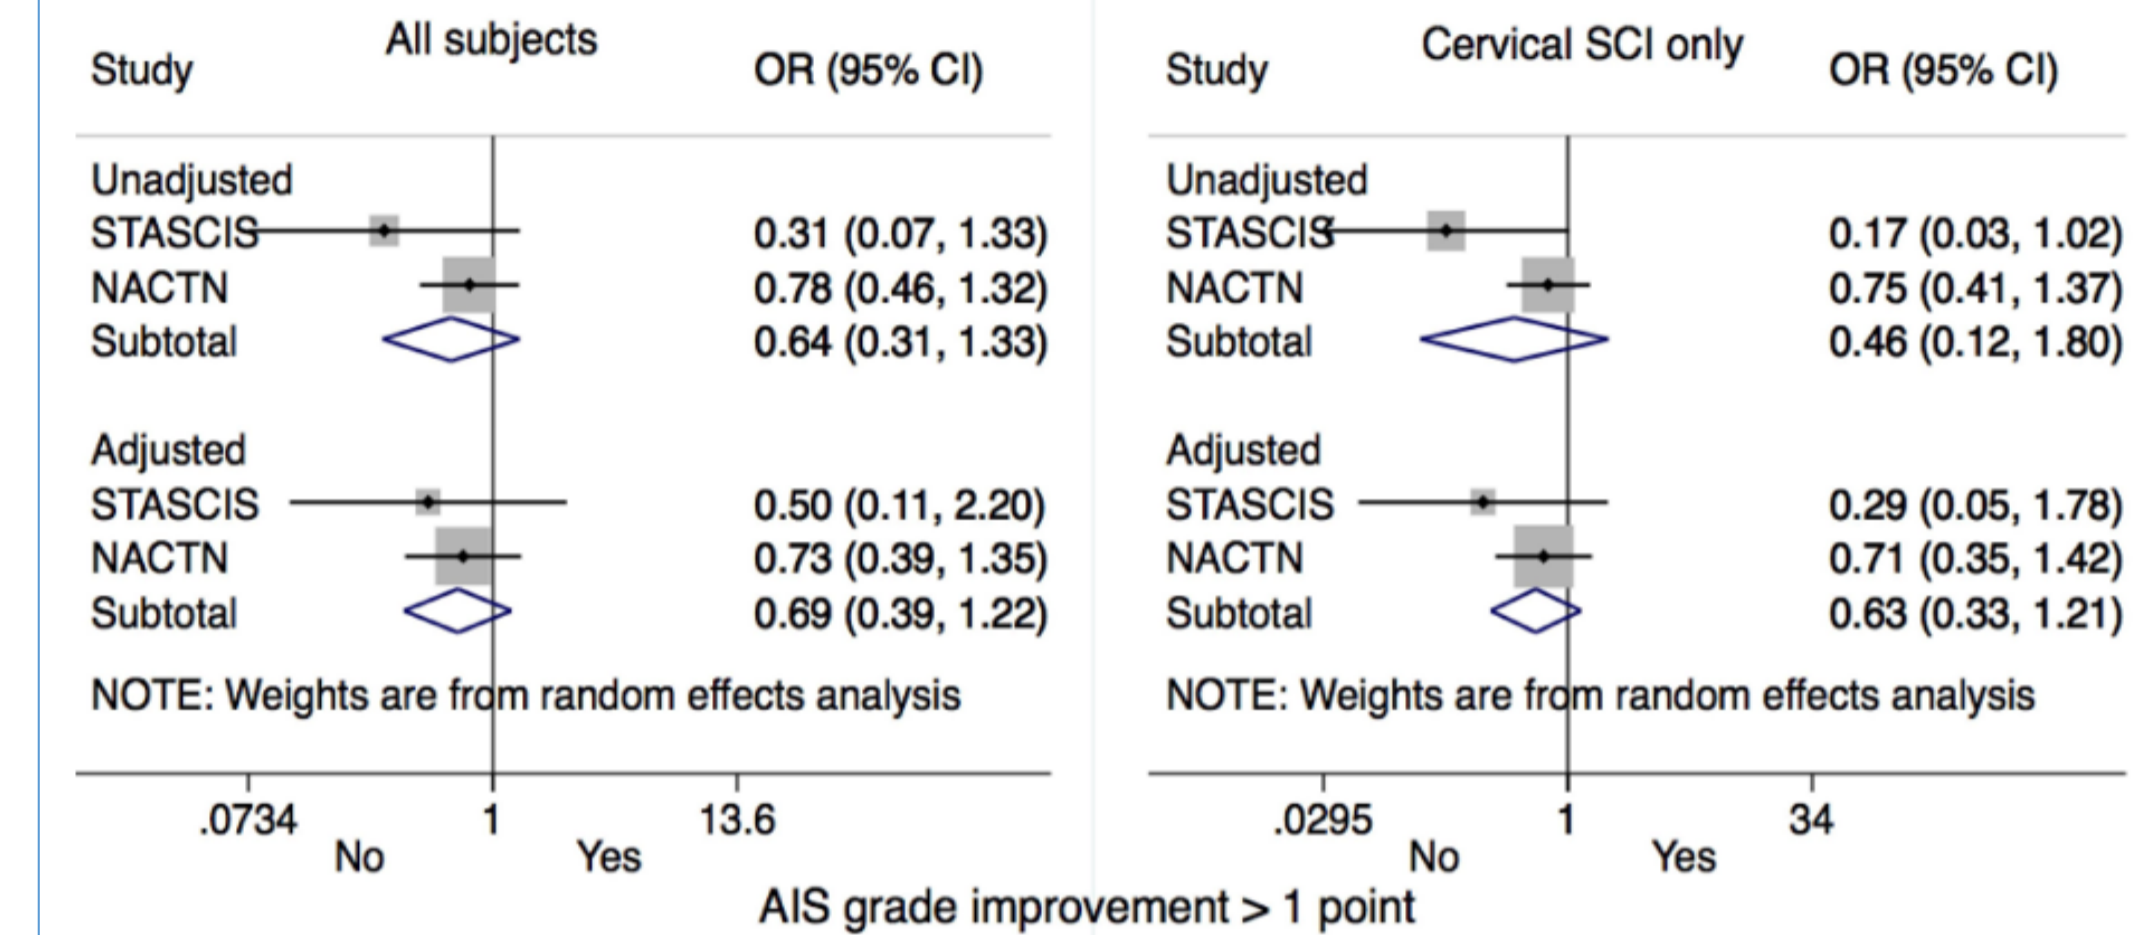 All subjects
Study OR (95% CI)
Unadjusted
STASCIS 0.31 (0.07, 1.33)
NACTN 0.78 (0.46, 1.32)
Subtotal 0.64 (0.31, 1.33)
Adjusted
STASCIS 0.50 (0.11, 2.20)
NACTN 0.73 (0.39, 1.35)
Subtotal 0.69 (0.39, 1.22)
NOTE: Weights are from random effects analysis
.0734 1 13.6
No Yes
Cervical SCI only
Study OR (95% CI)
Unadjusted
STASCIS 0.17 (0.03, 1.02)
NACTN 0.75 (0.41, 1.37)
Subtotal 0.46 (0.12, 1.80)
Adjusted
STASCIS 0.29 (0.05, 1.78)
NACTN 0.71 (0.35, 1.42)
Subtotal 0.63 (0.33, 1.21)
NOTE: Weights are from random effects analysis
.0295 1 34
No Yes
AIS grade improvement > 1 point